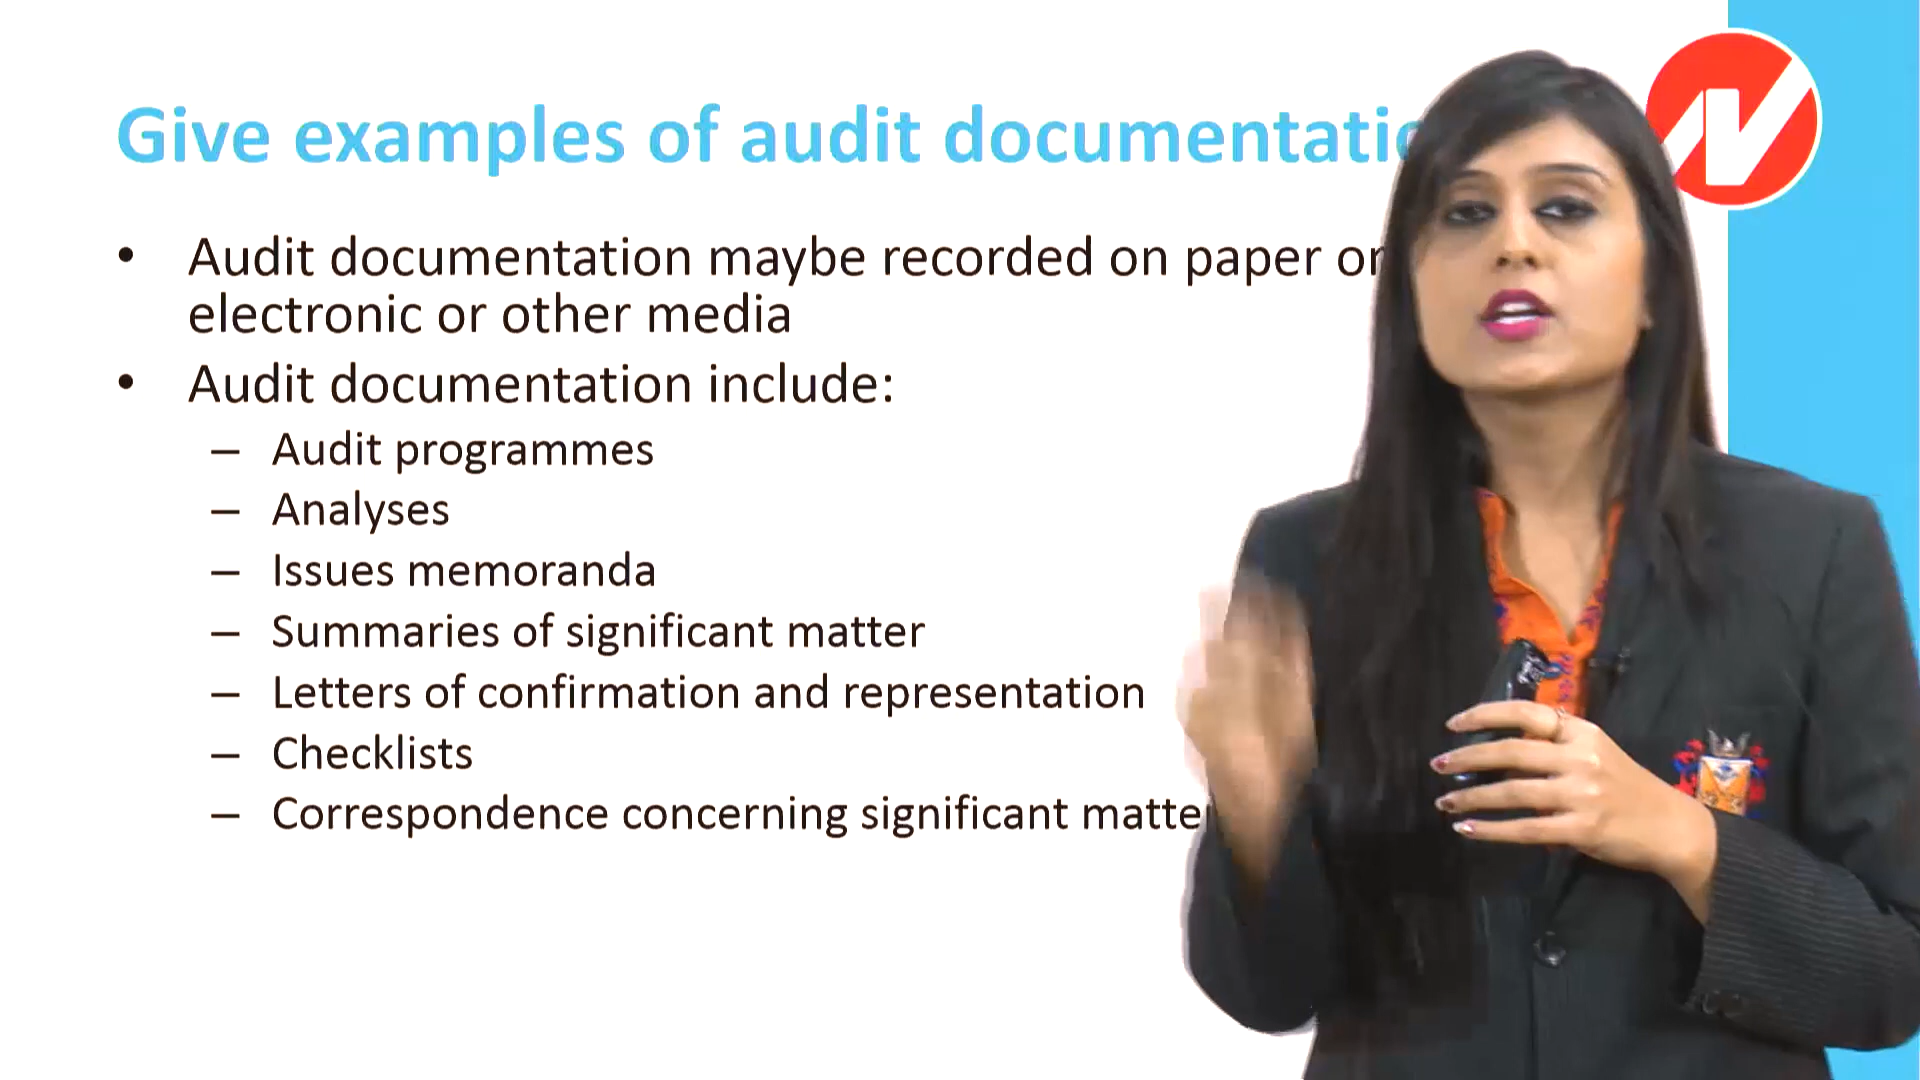 Give examples of audit documentatio
• Audit documentation maybe recorded on paper or
electronic or other media
• Audit documentation include:
– Audit programmes
– Analyses
– Issues memoranda
– Summaries of significant matter
– Letters of confirmation and representation
– Checklists
– Correspondence concerning significant matter